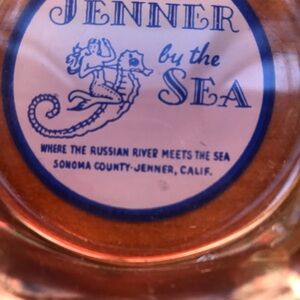 JENNER
by the
SEA
WHERE THE RUSSIAN RIVER MEETS THE SEA
SONOMA COUNTY-JENNER, CALIF.